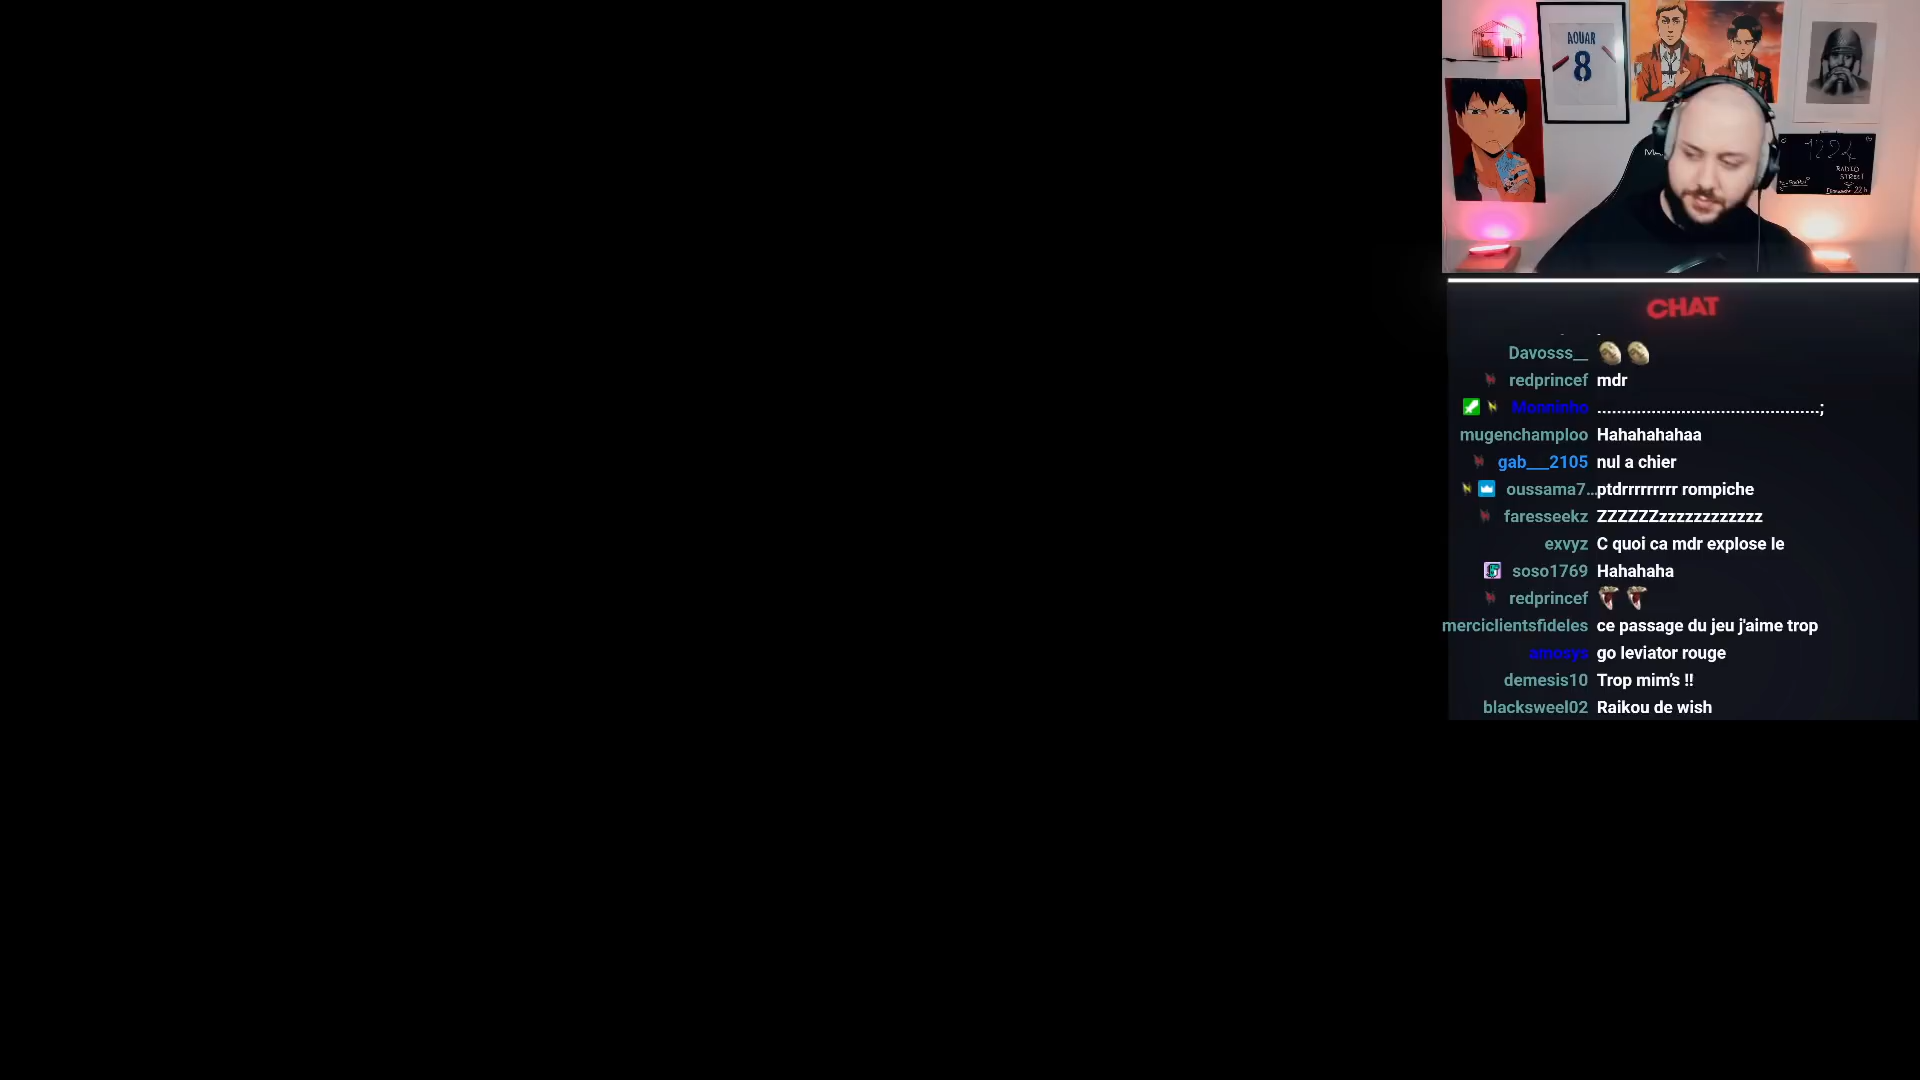 AOUAR
8
CHAT
Davosss__
redprincef mdr
Monninho .............................................;
mugenchamploo Hahahahahaa
gab___2105 nul a chier
oussama7... ptdrrrrrrrrr rompiche
faresseekz ZZZZZZzzzzzzzzzzzz
exvyz C quoi ca mdr explose le
soso1769 Hahahaha
redprincef
merciclientsfideles ce passage du jeu j'aime trop
amosys go leviator rouge
demesis10 Trop mim's !!
blacksweel02 Raikou de wish